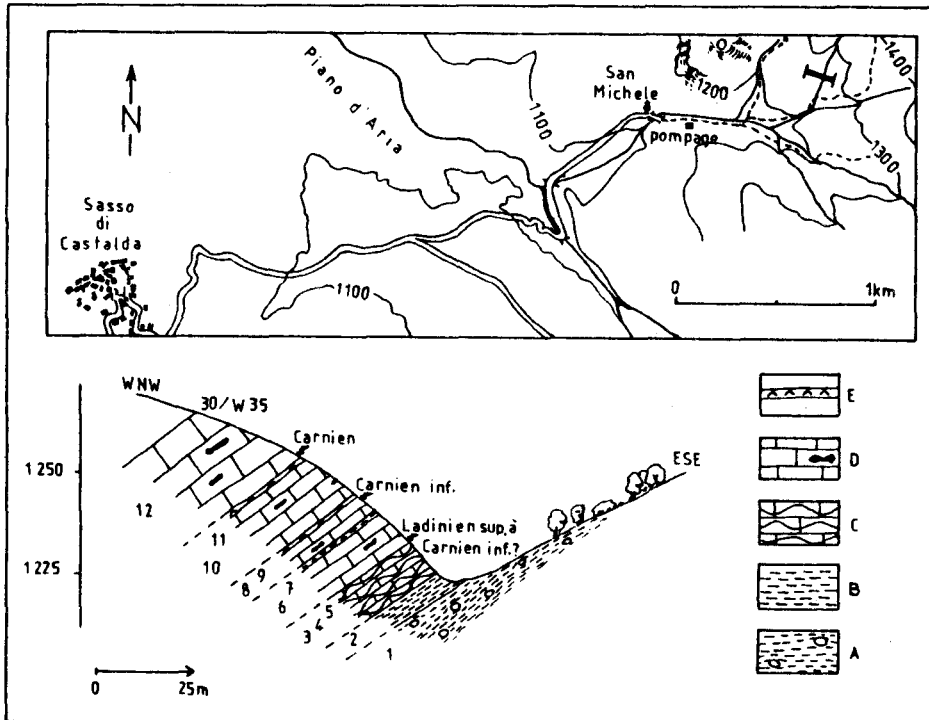 N
Piano d'Aria
1100
San
Michele
1200
1400
pompage
1300
Sasso
di
Castalda
1100
0 1km
WNW
30/W 35
Carnien
Carnien inf.
Ladinien sup. à
Carnien inf.?
ESE
1250
1225
12
11
10
9
8
7
6
5
4
3
2
1
0 25m
E
D
C
B
A